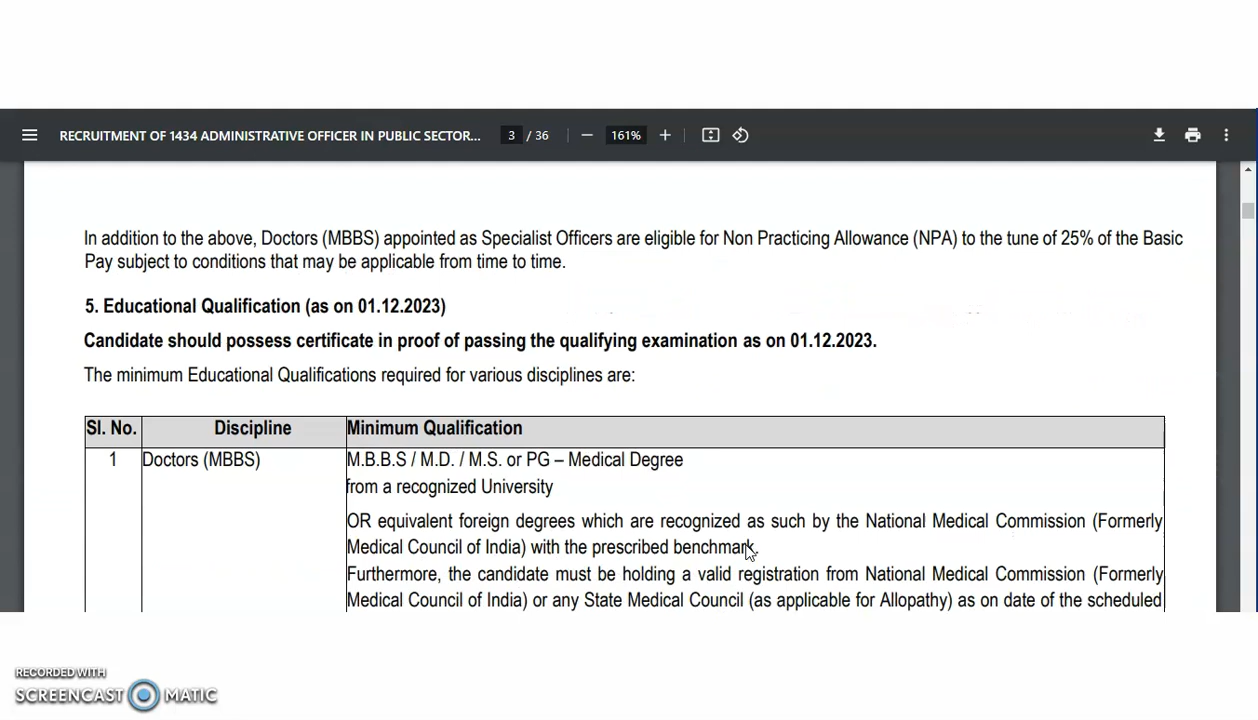 RECRUITMENT OF 1434 ADMINISTRATIVE OFFICER IN PUBLIC SECTOR... 3 / 36 161%
In addition to the above, Doctors (MBBS) appointed as Specialist Officers are eligible for Non Practicing Allowance (NPA) to the tune of 25% of the Basic
Pay subject to conditions that may be applicable from time to time.
5. Educational Qualification (as on 01.12.2023)
Candidate should possess certificate in proof of passing the qualifying examination as on 01.12.2023.
The minimum Educational Qualifications required for various disciplines are:
Sl. No. Discipline Minimum Qualification
1 Doctors (MBBS) M.B.B.S / M.D. / M.S. or PG – Medical Degree
from a recognized University
OR equivalent foreign degrees which are recognized as such by the National Medical Commission (Formerly
Medical Council of India) with the prescribed benchmark.
Furthermore, the candidate must be holding a valid registration from National Medical Commission (Formerly
Medical Council of India) or any State Medical Council (as applicable for Allopathy) as on date of the scheduled
RECORDED WITH
SCREENCAST MATIC